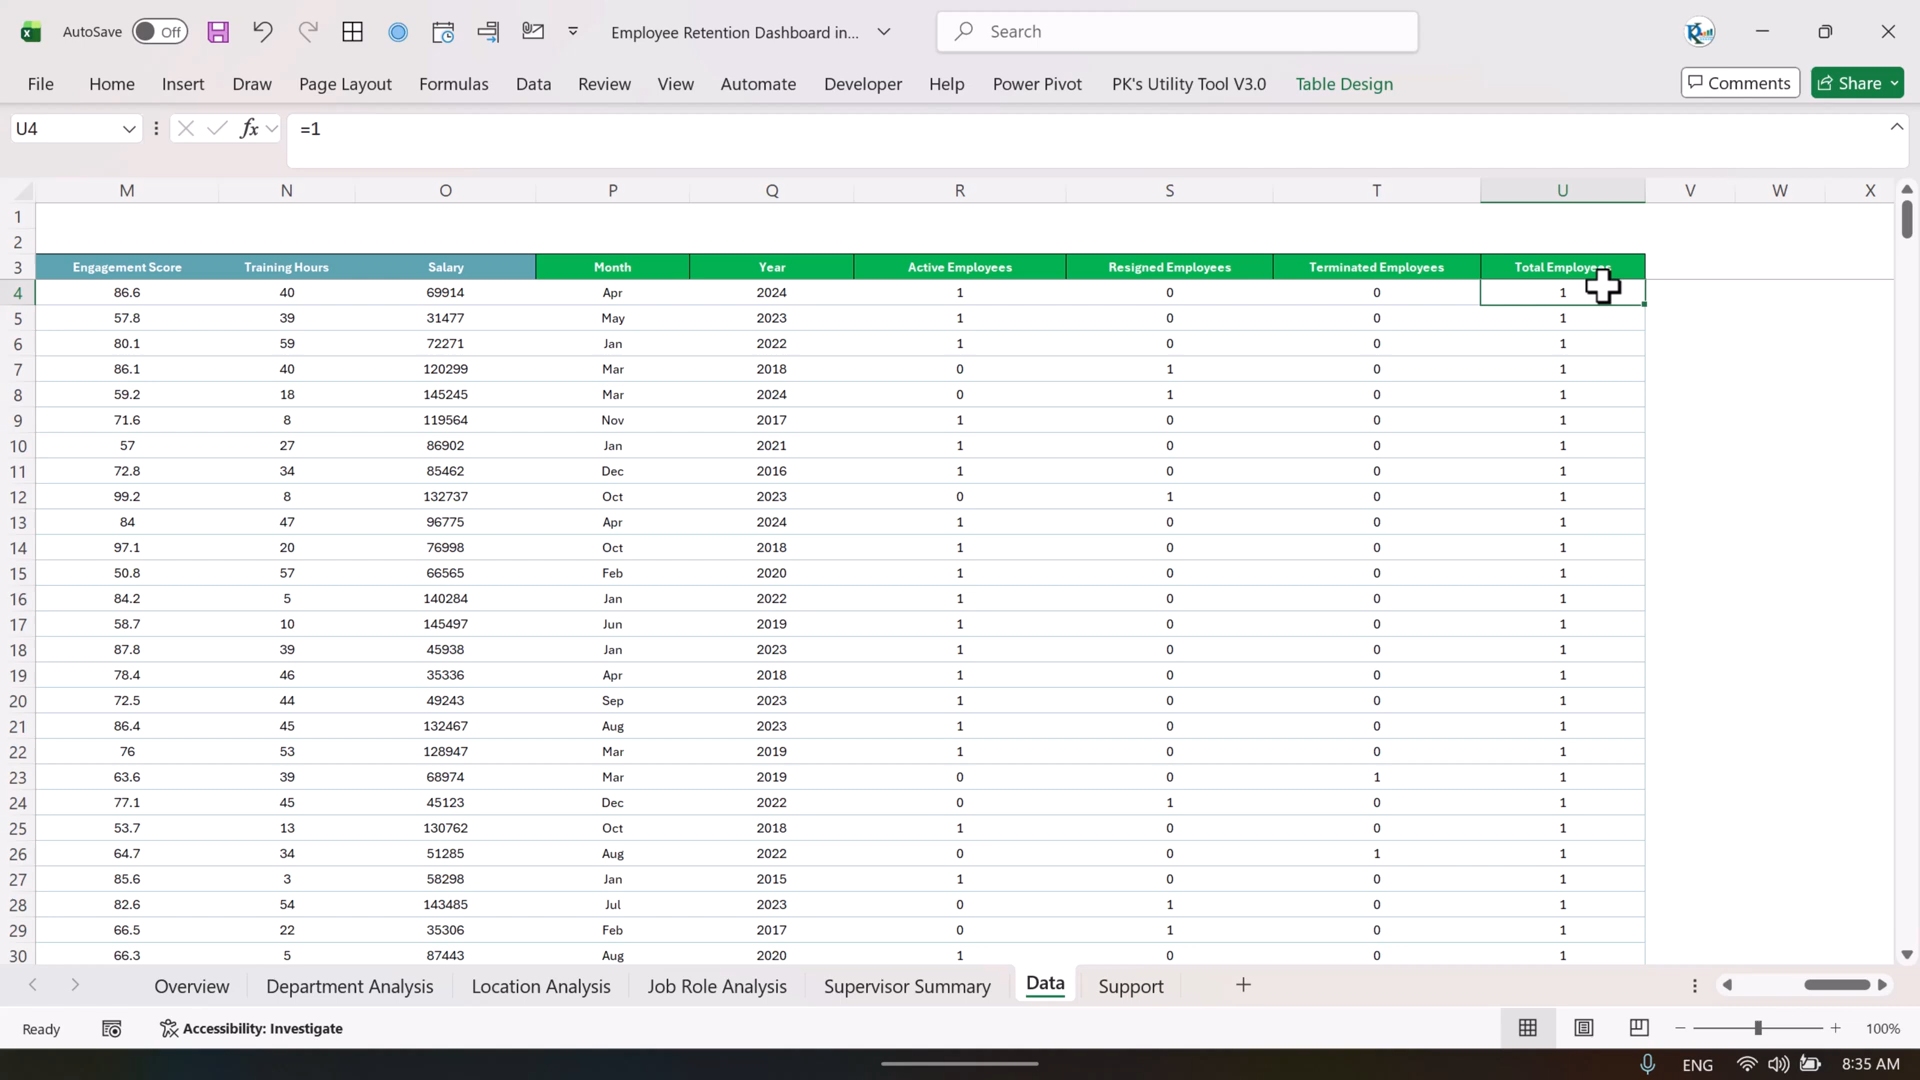 AutoSave Off Employee Retention Dashboard in... Search
File Home Insert Draw Page Layout Formulas Data Review View Automate Developer Help Power Pivot PK's Utility Tool V3.0 Table Design Comments Share
U4 fx =1
M N O P Q R S T U V W X
1
2
3 Engagement Score Training Hours Salary Month Year Active Employees Resigned Employees Terminated Employees Total Employees
4 86.6 40 69914 Apr 2024 1 0 0 1
5 57.8 39 31477 May 2023 1 0 0 1
6 80.1 59 72271 Jan 2022 1 0 0 1
7 86.1 40 120299 Mar 2018 0 1 0 1
8 59.2 18 145245 Mar 2024 0 1 0 1
9 71.6 8 119564 Nov 2017 1 0 0 1
10 57 27 86902 Jan 2021 1 0 0 1
11 72.8 34 85462 Dec 2016 1 0 0 1
12 99.2 8 132737 Oct 2023 0 1 0 1
13 84 47 96775 Apr 2024 1 0 0 1
14 97.1 20 76998 Oct 2018 1 0 0 1
15 50.8 57 66565 Feb 2020 1 0 0 1
16 84.2 5 140284 Jan 2022 1 0 0 1
17 58.7 10 145497 Jun 2019 1 0 0 1
18 87.8 39 45938 Jan 2023 1 0 0 1
19 78.4 46 35336 Apr 2018 1 0 0 1
20 72.5 44 49243 Sep 2023 1 0 0 1
21 86.4 45 132467 Aug 2023 1 0 0 1
22 76 53 128947 Mar 2019 1 0 0 1
23 63.6 39 68974 Mar 2019 0 0 1 1
24 77.1 45 45123 Dec 2022 0 1 0 1
25 53.7 13 130762 Oct 2018 1 0 0 1
26 64.7 34 51285 Aug 2022 0 0 1 1
27 85.6 3 58298 Jan 2015 1 0 0 1
28 82.6 54 143485 Jul 2023 0 1 0 1
29 66.5 22 35306 Feb 2017 0 1 0 1
30 66.3 5 87443 Aug 2020 1 0 0 1
Overview Department Analysis Location Analysis Job Role Analysis Supervisor Summary Data Support
Ready Accessibility: Investigate 100%
ENG 8:35 AM